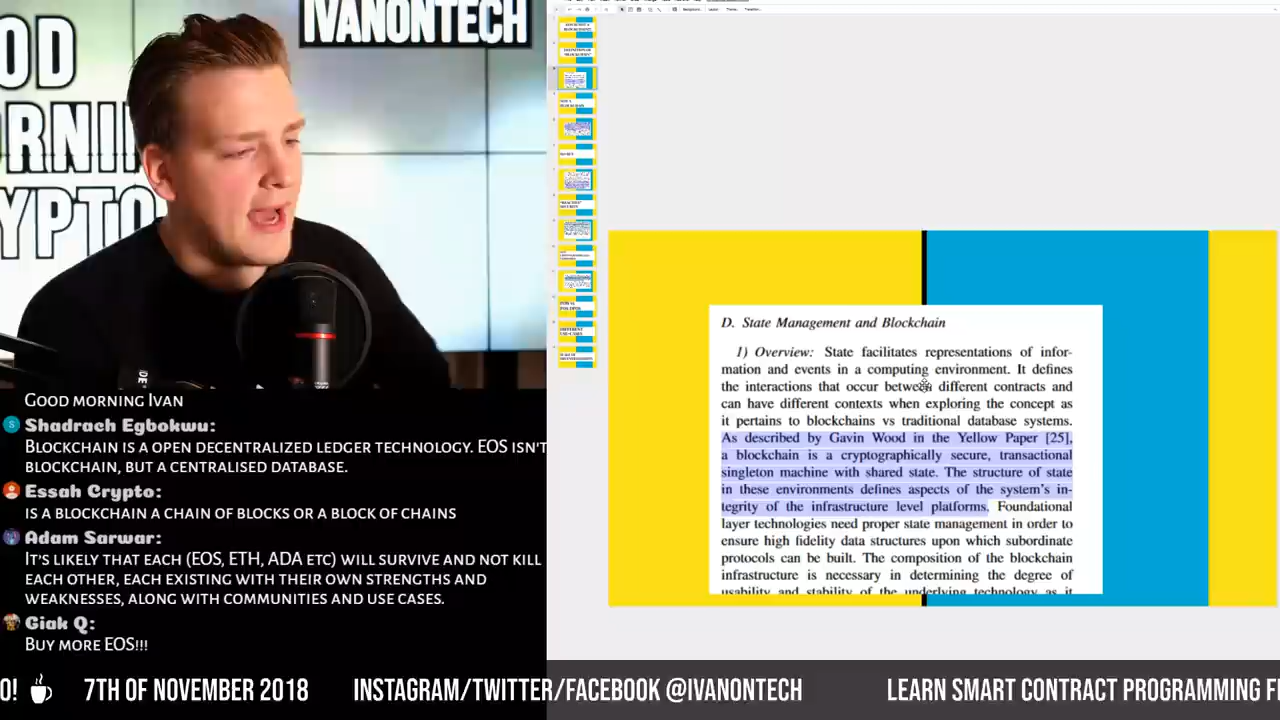 IVANONTECH
OD
RNIN
YPTO
Good morning Ivan
Shadrach Egbokwu:
Blockchain is a open decentralized ledger technology. EOS isn't
blockchain, but a centralised database.
Essah Crypto:
is a blockchain a chain of blocks or a block of chains
Adam Sarwar:
It's likely that each (EOS, ETH, ADA etc) will survive and not kill
each other, each existing with their own strengths and
weaknesses, along with communities and use cases.
Giak Q:
Buy more EOS!!!
D. State Management and Blockchain
1) Overview: State facilitates representations of infor-
mation and events in a computing environment. It defines
the interactions that occur between different contracts and
can have different contexts when exploring the concept as
it pertains to blockchains vs traditional database systems.
As described by Gavin Wood in the Yellow Paper [25],
a blockchain is a cryptographically secure, transactional
singleton machine with shared state. The structure of state
in these environments defines aspects of the system's in-
tegrity of the infrastructure level platforms. Foundational
layer technologies need proper state management in order to
ensure high fidelity data structures upon which subordinate
protocols can be built. The composition of the blockchain
infrastructure is necessary in determining the degree of
usability and stability of the underlying technology as it
O! 7TH OF NOVEMBER 2018 INSTAGRAM/TWITTER/FACEBOOK @IVANONTECH LEARN SMART CONTRACT PROGRAMMING F